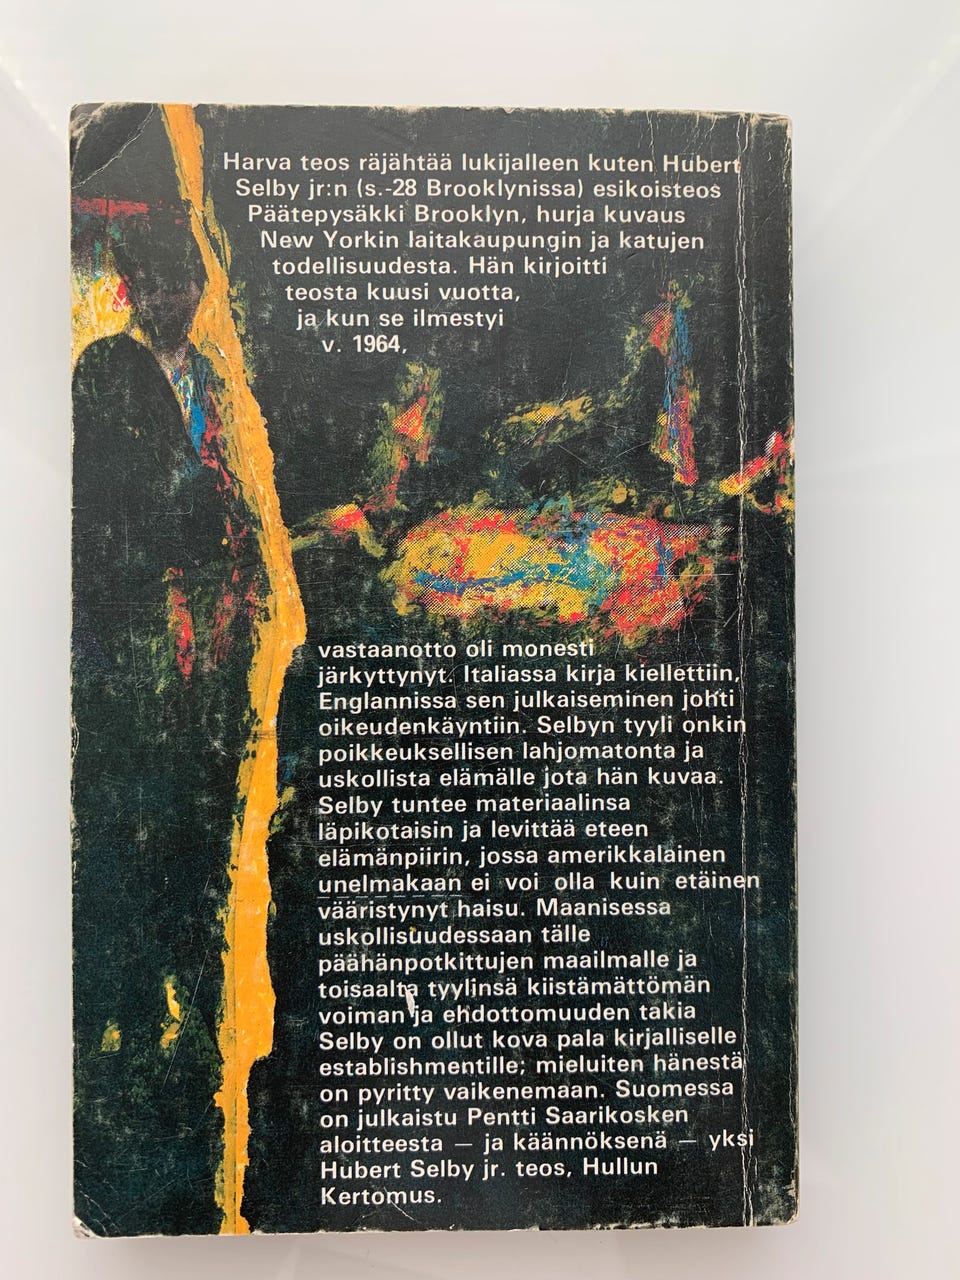 Harva teos räjähtää lukijalleen kuten Hubert
Selby jr:n (s.-28 Brooklynissa) esikoisteos
Päätepysäkki Brooklyn, hurja kuvaus
New Yorkin laitakaupungin ja katujen
todellisuudesta. Hän kirjoitti
teosta kuusi vuotta,
ja kun se ilmestyi
v. 1964,
vastaanotto oli monesti
järkyttynyt. Italiassa kirja kiellettiin,
Englannissa sen julkaiseminen johti
oikeudenkäyntiin. Selbyn tyyli onkin
poikkeuksellisen lahjomatonta ja
uskollista elämälle jota hän kuvaa.
Selby tuntee materiaalinsa
läpikotaisin ja levittää eteen
elämänpiirin, jossa amerikkalainen
unelmakaan ei voi olla kuin etäinen
vääristynyt haisu. Maanisessa
uskollisuudessaan tälle
päähänpotkittujen maailmalle ja
toisaalta tyylinsä kiistämättömän
voiman ja ehdottomuuden takia
Selby on ollut kova pala kirjalliselle
establishmentille; mieluiten hänestä
on pyritty vaikenemaan. Suomessa
on julkaistu Pentti Saarikosken
aloitteesta — ja käännöksenä — yksi
Hubert Selby jr. teos, Hullun
Kertomus.